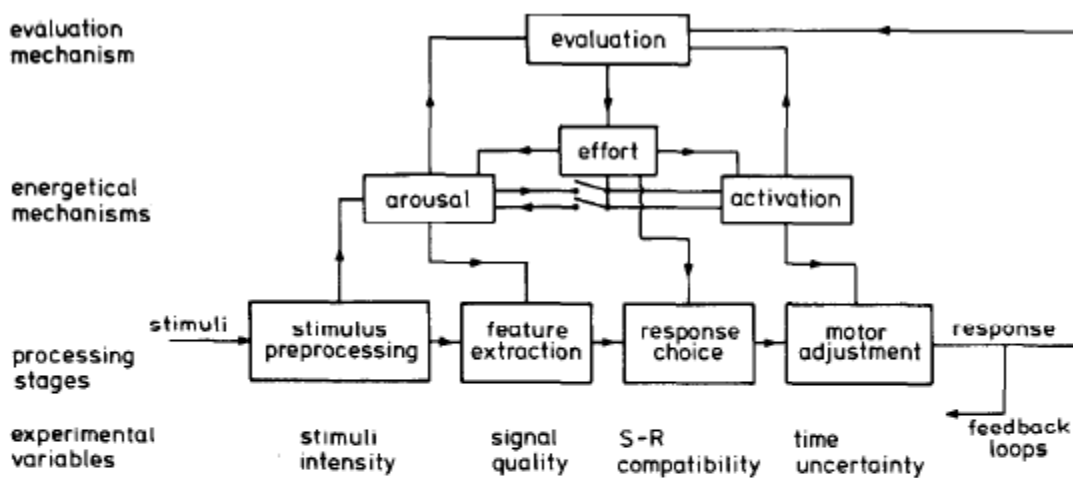 evaluation
mechanism
evaluation
effort
energetical
mechanisms
arousal
activation
stimuli
stimulus
preprocessing
feature
extraction
response
choice
motor
adjustment
response
processing
stages
feedback
loops
experimental
variables
stimuli
intensity
signal
quality
S-R
compatibility
time
uncertainty